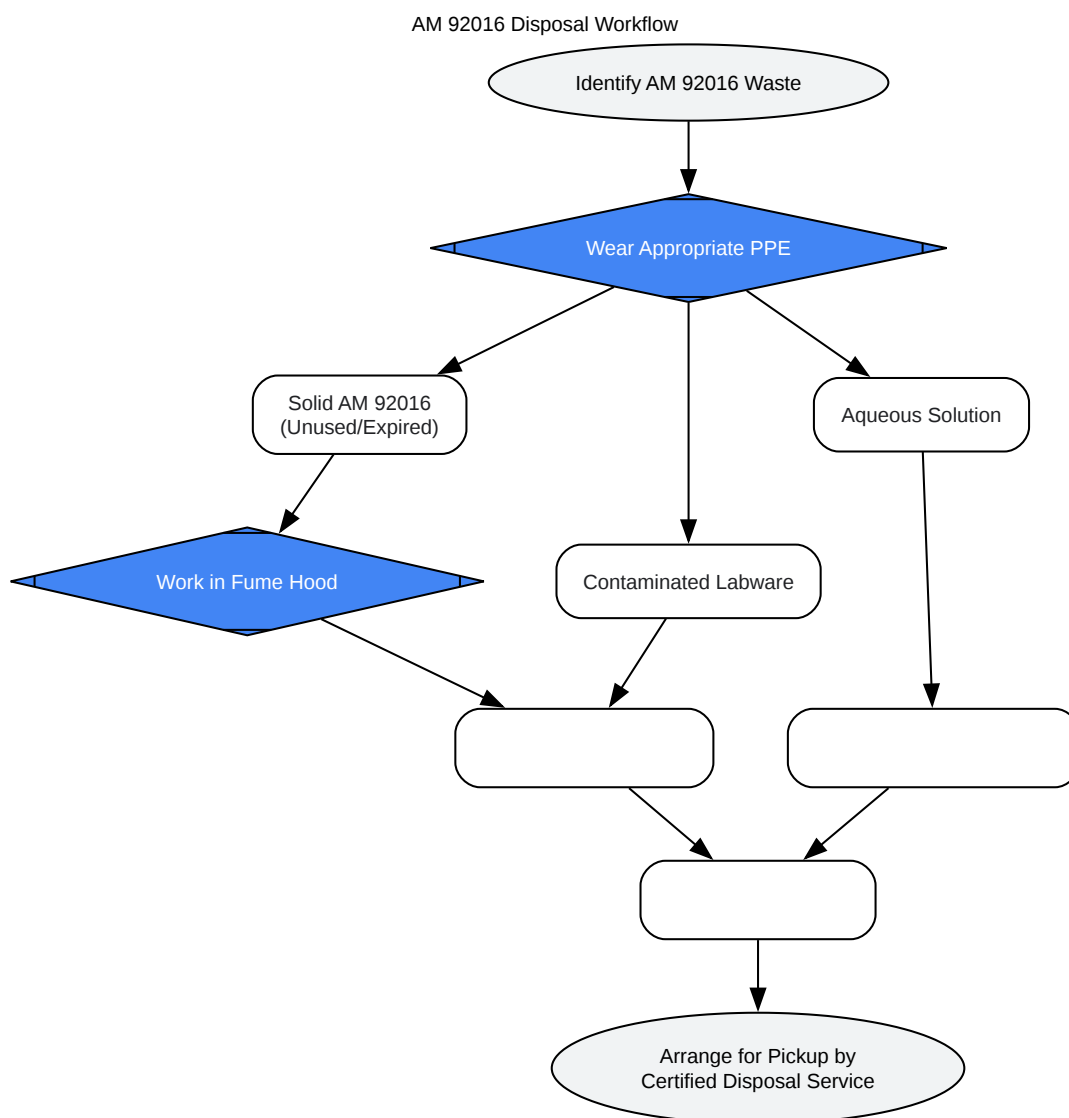 AM 92016 Disposal Workflow
Identify AM 92016 Waste
Wear Appropriate PPE
Solid AM 92016
(Unused/Expired)
Aqueous Solution
Work in Fume Hood
Contaminated Labware
Arrange for Pickup by
Certified Disposal Service